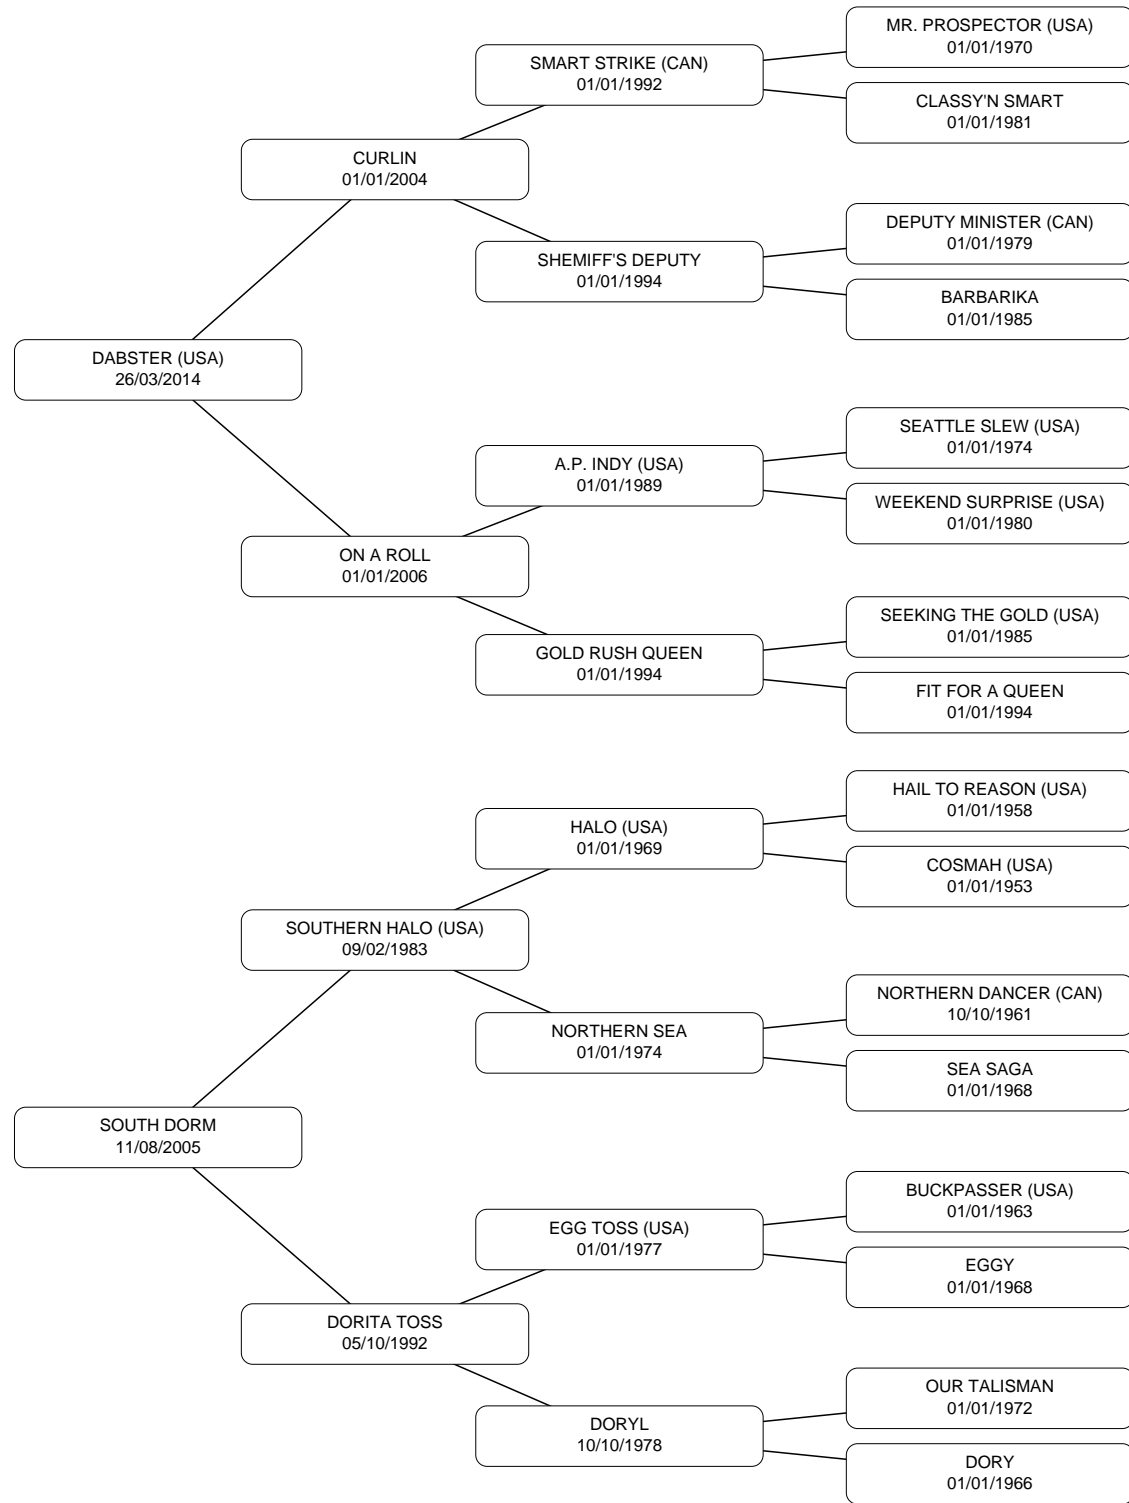 MR. PROSPECTOR (USA)
01/01/1970
SMART STRIKE (CAN)
01/01/1992
CLASSY'N SMART
01/01/1981
CURLIN
01/01/2004
DEPUTY MINISTER (CAN)
01/01/1979
SHEMIFF'S DEPUTY
01/01/1994
BARBARIKA
01/01/1985
DABSTER (USA)
26/03/2014
SEATTLE SLEW (USA)
01/01/1974
A.P. INDY (USA)
01/01/1989
WEEKEND SURPRISE (USA)
01/01/1980
ON A ROLL
01/01/2006
SEEKING THE GOLD (USA)
01/01/1985
GOLD RUSH QUEEN
01/01/1994
FIT FOR A QUEEN
01/01/1994
HAIL TO REASON (USA)
01/01/1958
HALO (USA)
01/01/1969
COSMAH (USA)
01/01/1953
SOUTHERN HALO (USA)
09/02/1983
NORTHERN DANCER (CAN)
10/10/1961
NORTHERN SEA
01/01/1974
SEA SAGA
01/01/1968
SOUTH DORM
11/08/2005
BUCKPASSER (USA)
01/01/1963
EGG TOSS (USA)
01/01/1977
EGGY
01/01/1968
DORITA TOSS
05/10/1992
OUR TALISMAN
01/01/1972
DORYL
10/10/1978
DORY
01/01/1966